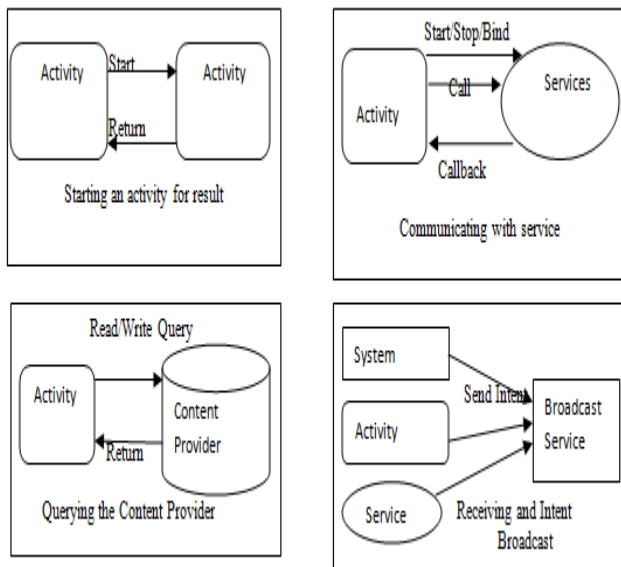 Activity
Start
Activity
Return
Starting an activity for result
Start/Stop/Bind
Services
Call
Activity
Callback
Communicating with service
Read/Write Query
Activity
Content
Provider
Return
Querying the Content Provider
System
Send Inten
Broadcast
Service
Activity
Service
Receiving and Intent
Broadcast